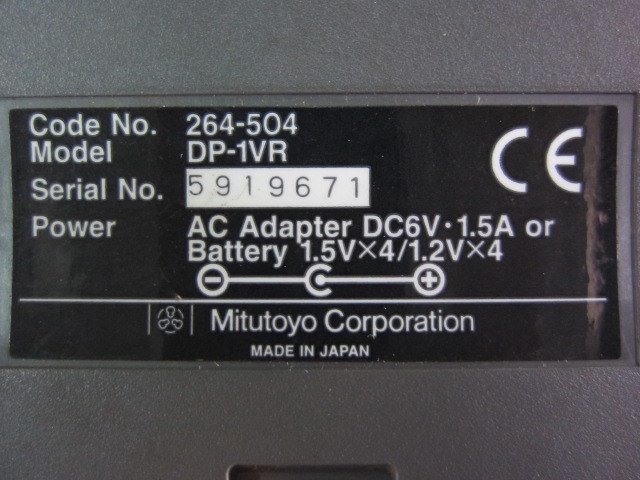 Code No. 264-504
Model DP-1VR
Serial No. 5919671
Power AC Adapter DC6V·1.5A or
Battery 1.5V×4/1.2V×4
Mitutoyo Corporation
MADE IN JAPAN
CE